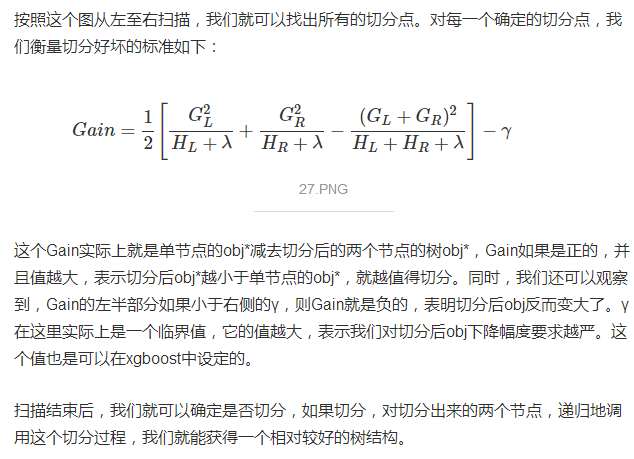 按照这个图从左至右扫描，我们就可以找出所有的切分点。对每一个确定的切分点，我
们衡量切分好坏的标准如下：
Gain = \frac{1}{2}\left[\frac{G_L^2}{H_L+\lambda}+\frac{G_R^2}{H_R+\lambda}-\frac{(G_L+G_R)^2}{H_L+H_R+\lambda}\right]-\gamma
27.PNG
这个Gain实际上就是单节点的obj*减去切分后的两个节点的树obj*，Gain如果是正的，并
且值越大，表示切分后obj*越小于单节点的obj*，就越值得切分。同时，我们还可以观察
到，Gain的左半部分如果小于右侧的γ，则Gain就是负的，表明切分后obj反而变大了。γ
在这里实际上是一个临界值，它的值越大，表示我们对切分后obj下降幅度要求越严。这
个值也是可以在xgboost中设定的。
扫描结束后，我们就可以确定是否切分，如果切分，对切分出来的两个节点，递归地调
用这个切分过程，我们就能获得一个相对较好的树结构。